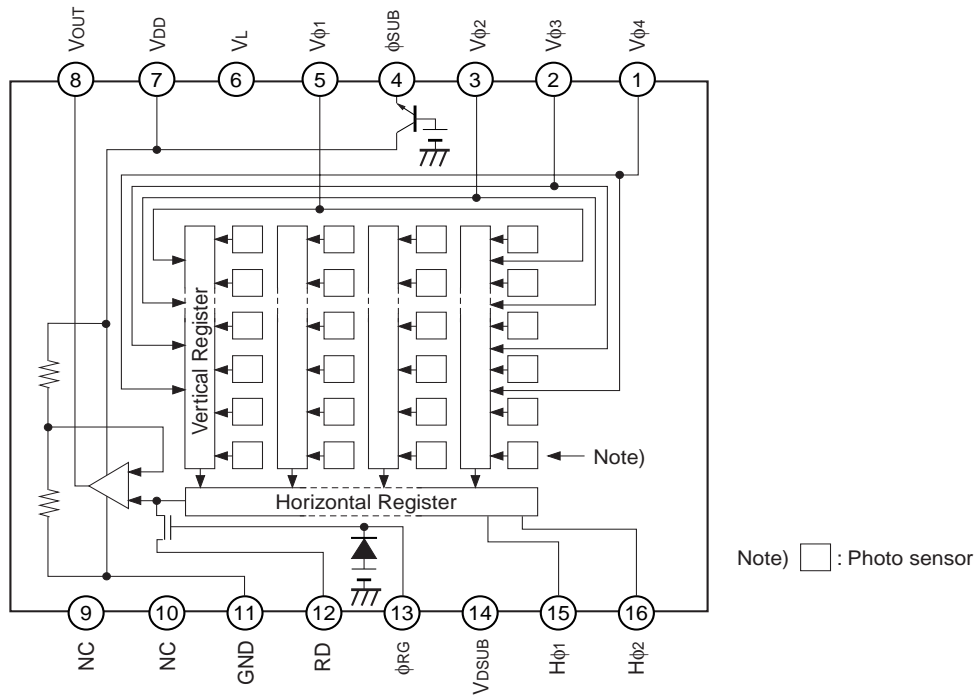 VOUT
VDD
VL
Vϕ1
ϕSUB
Vϕ2
Vϕ3
Vϕ4
8
7
6
5
4
3
2
1
Vertical Register
Note)
Horizontal Register
Note) : Photo sensor
9
10
11
12
13
14
15
16
NC
NC
GND
RD
ϕRG
VDSUB
Hϕ1
Hϕ2